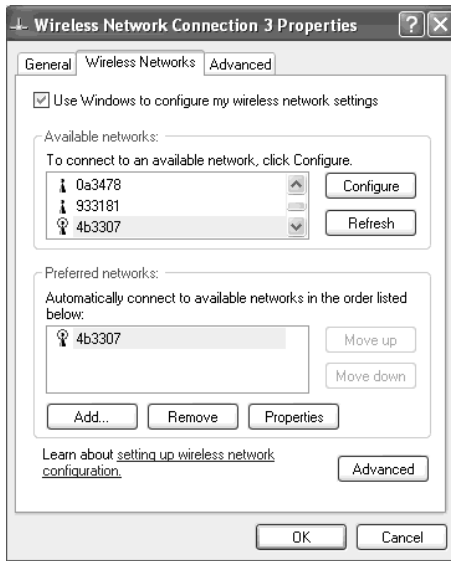 Wireless Network Connection 3 Properties
General Wireless Networks Advanced
Use Windows to configure my wireless network settings
Available networks:
To connect to an available network, click Configure.
0a3478
Configure
933181
4b3307
Refresh
Preferred networks:
Automatically connect to available networks in the order listed
below:
4b3307
Move up
Move down
Add... Remove Properties
Learn about setting up wireless network
configuration.
Advanced
OK Cancel